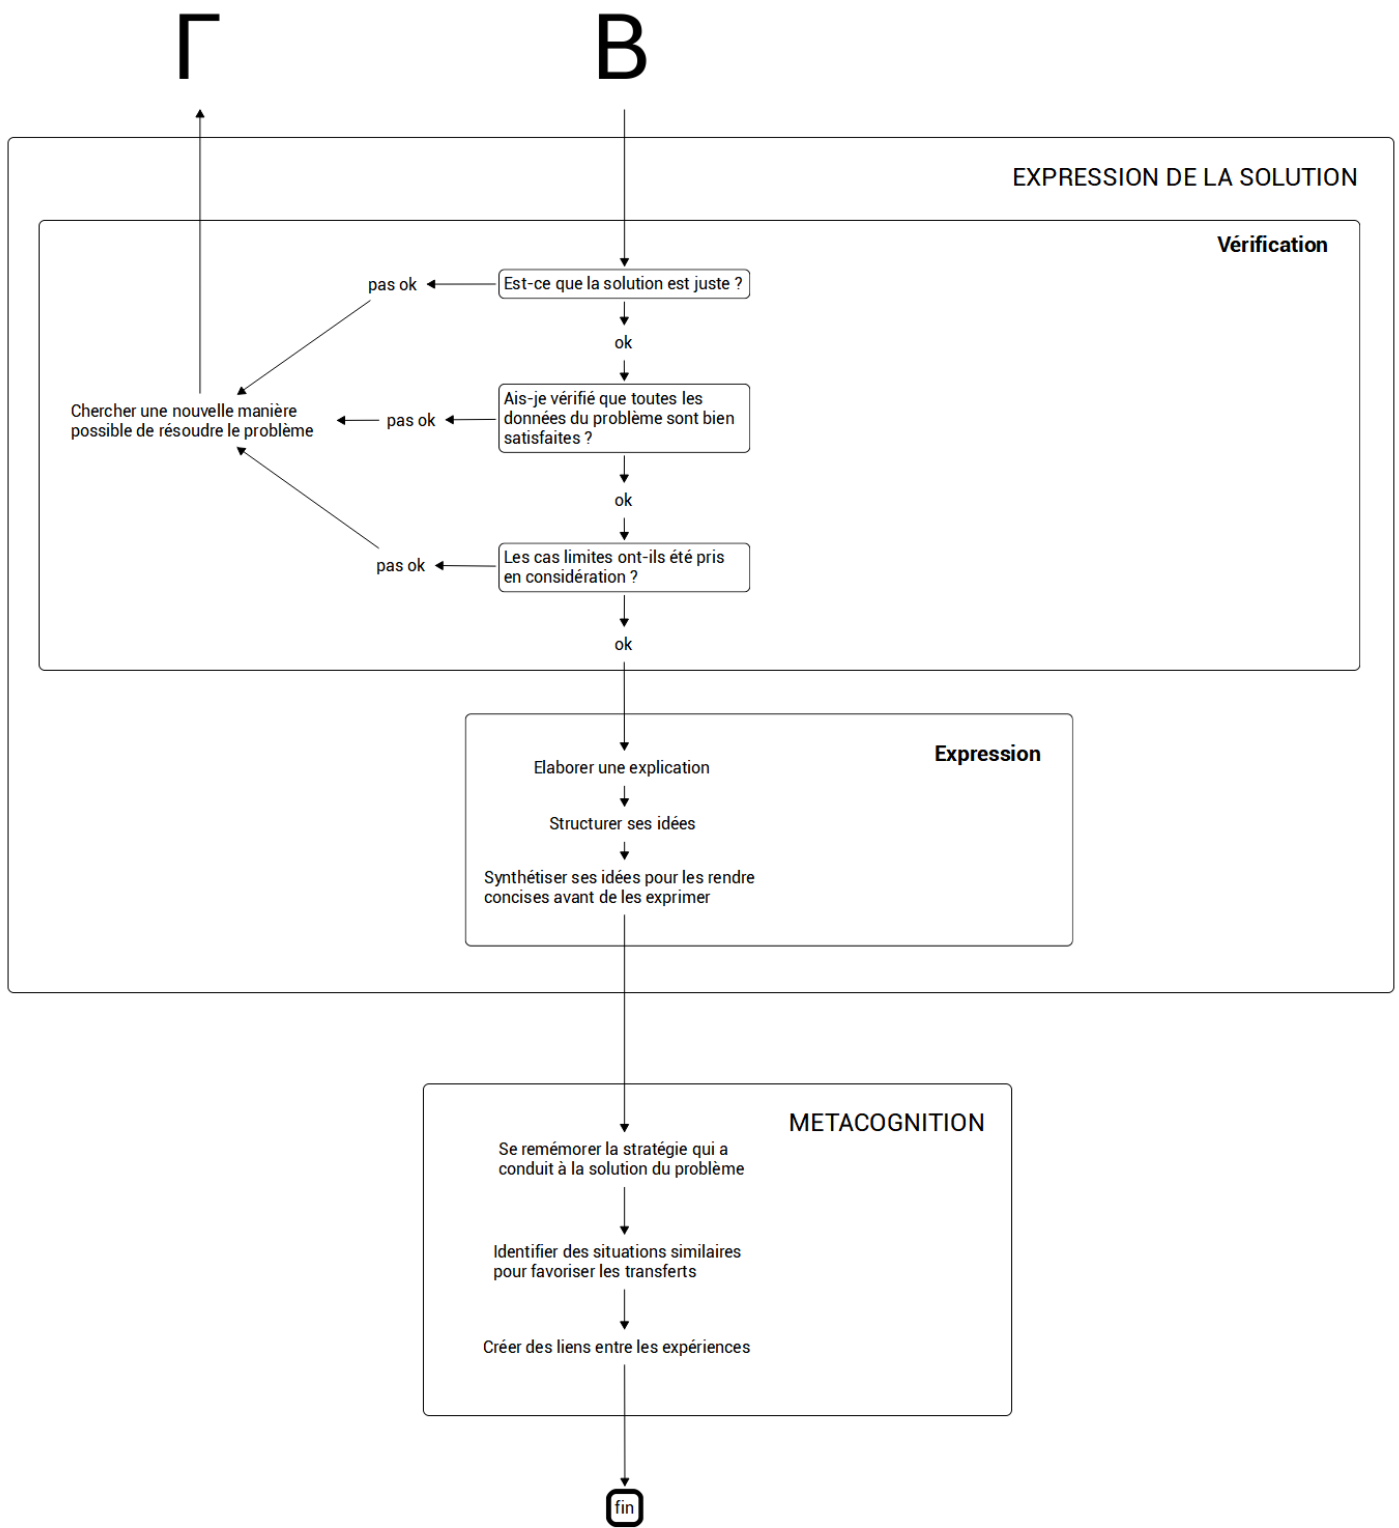 Γ
B
EXPRESSION DE LA SOLUTION
Vérification
pas ok
Est-ce que la solution est juste ?
ok
Chercher une nouvelle manière
possible de résoudre le problème
pas ok
Ais-je vérifié que toutes les
données du problème sont bien
satisfaites ?
ok
pas ok
Les cas limites ont-ils été pris
en considération ?
ok
Expression
Elaborer une explication
Structurer ses idées
Synthétiser ses idées pour les rendre
concises avant de les exprimer
METACOGNITION
Se remémorer la stratégie qui a
conduit à la solution du problème
Identifier des situations similaires
pour favoriser les transferts
Créer des liens entre les expériences
fin